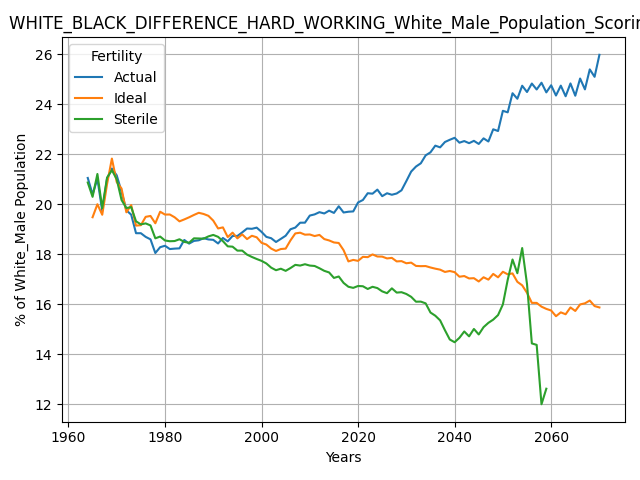 WHITE_BLACK_DIFFERENCE_HARD_WORKING_White_Male_Population_Scorin
Fertility
Actual
Ideal
Sterile
% of White_Male Population
26
24
22
20
18
16
14
12
1960 1980 2000 2020 2040 2060
Years